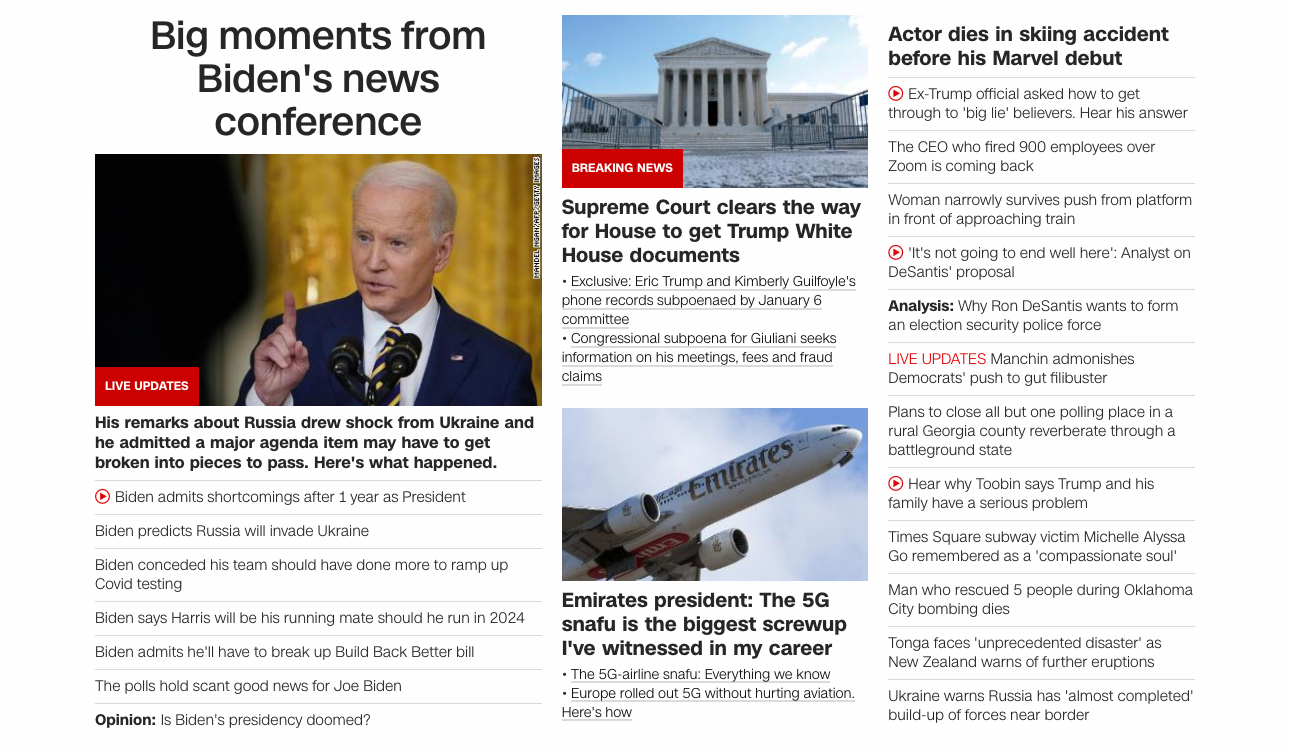 Big moments from
Biden's news
conference
MANDEL NGAN/AFP/GETTY IMAGES
LIVE UPDATES
His remarks about Russia drew shock from Ukraine and
he admitted a major agenda item may have to get
broken into pieces to pass. Here's what happened.
Biden admits shortcomings after 1 year as President
Biden predicts Russia will invade Ukraine
Biden conceded his team should have done more to ramp up
Covid testing
Biden says Harris will be his running mate should he run in 2024
Biden admits he'll have to break up Build Back Better bill
The polls hold scant good news for Joe Biden
Opinion: Is Biden's presidency doomed?
BREAKING NEWS
Supreme Court clears the way
for House to get Trump White
House documents
• Exclusive: Eric Trump and Kimberly Guilfoyle's
phone records subpoenaed by January 6
committee
• Congressional subpoena for Giuliani seeks
information on his meetings, fees and fraud
claims
Emirates
Emirates president: The 5G
snafu is the biggest screwup
I've witnessed in my career
• The 5G-airline snafu: Everything we know
• Europe rolled out 5G without hurting aviation.
Here's how
Actor dies in skiing accident
before his Marvel debut
Ex-Trump official asked how to get
through to 'big lie' believers. Hear his answer
The CEO who fired 900 employees over
Zoom is coming back
Woman narrowly survives push from platform
in front of approaching train
'It's not going to end well here': Analyst on
DeSantis' proposal
Analysis: Why Ron DeSantis wants to form
an election security police force
LIVE UPDATES Manchin admonishes
Democrats' push to gut filibuster
Plans to close all but one polling place in a
rural Georgia county reverberate through a
battleground state
Hear why Toobin says Trump and his
family have a serious problem
Times Square subway victim Michelle Alyssa
Go remembered as a 'compassionate soul'
Man who rescued 5 people during Oklahoma
City bombing dies
Tonga faces 'unprecedented disaster' as
New Zealand warns of further eruptions
Ukraine warns Russia has 'almost completed'
build-up of forces near border